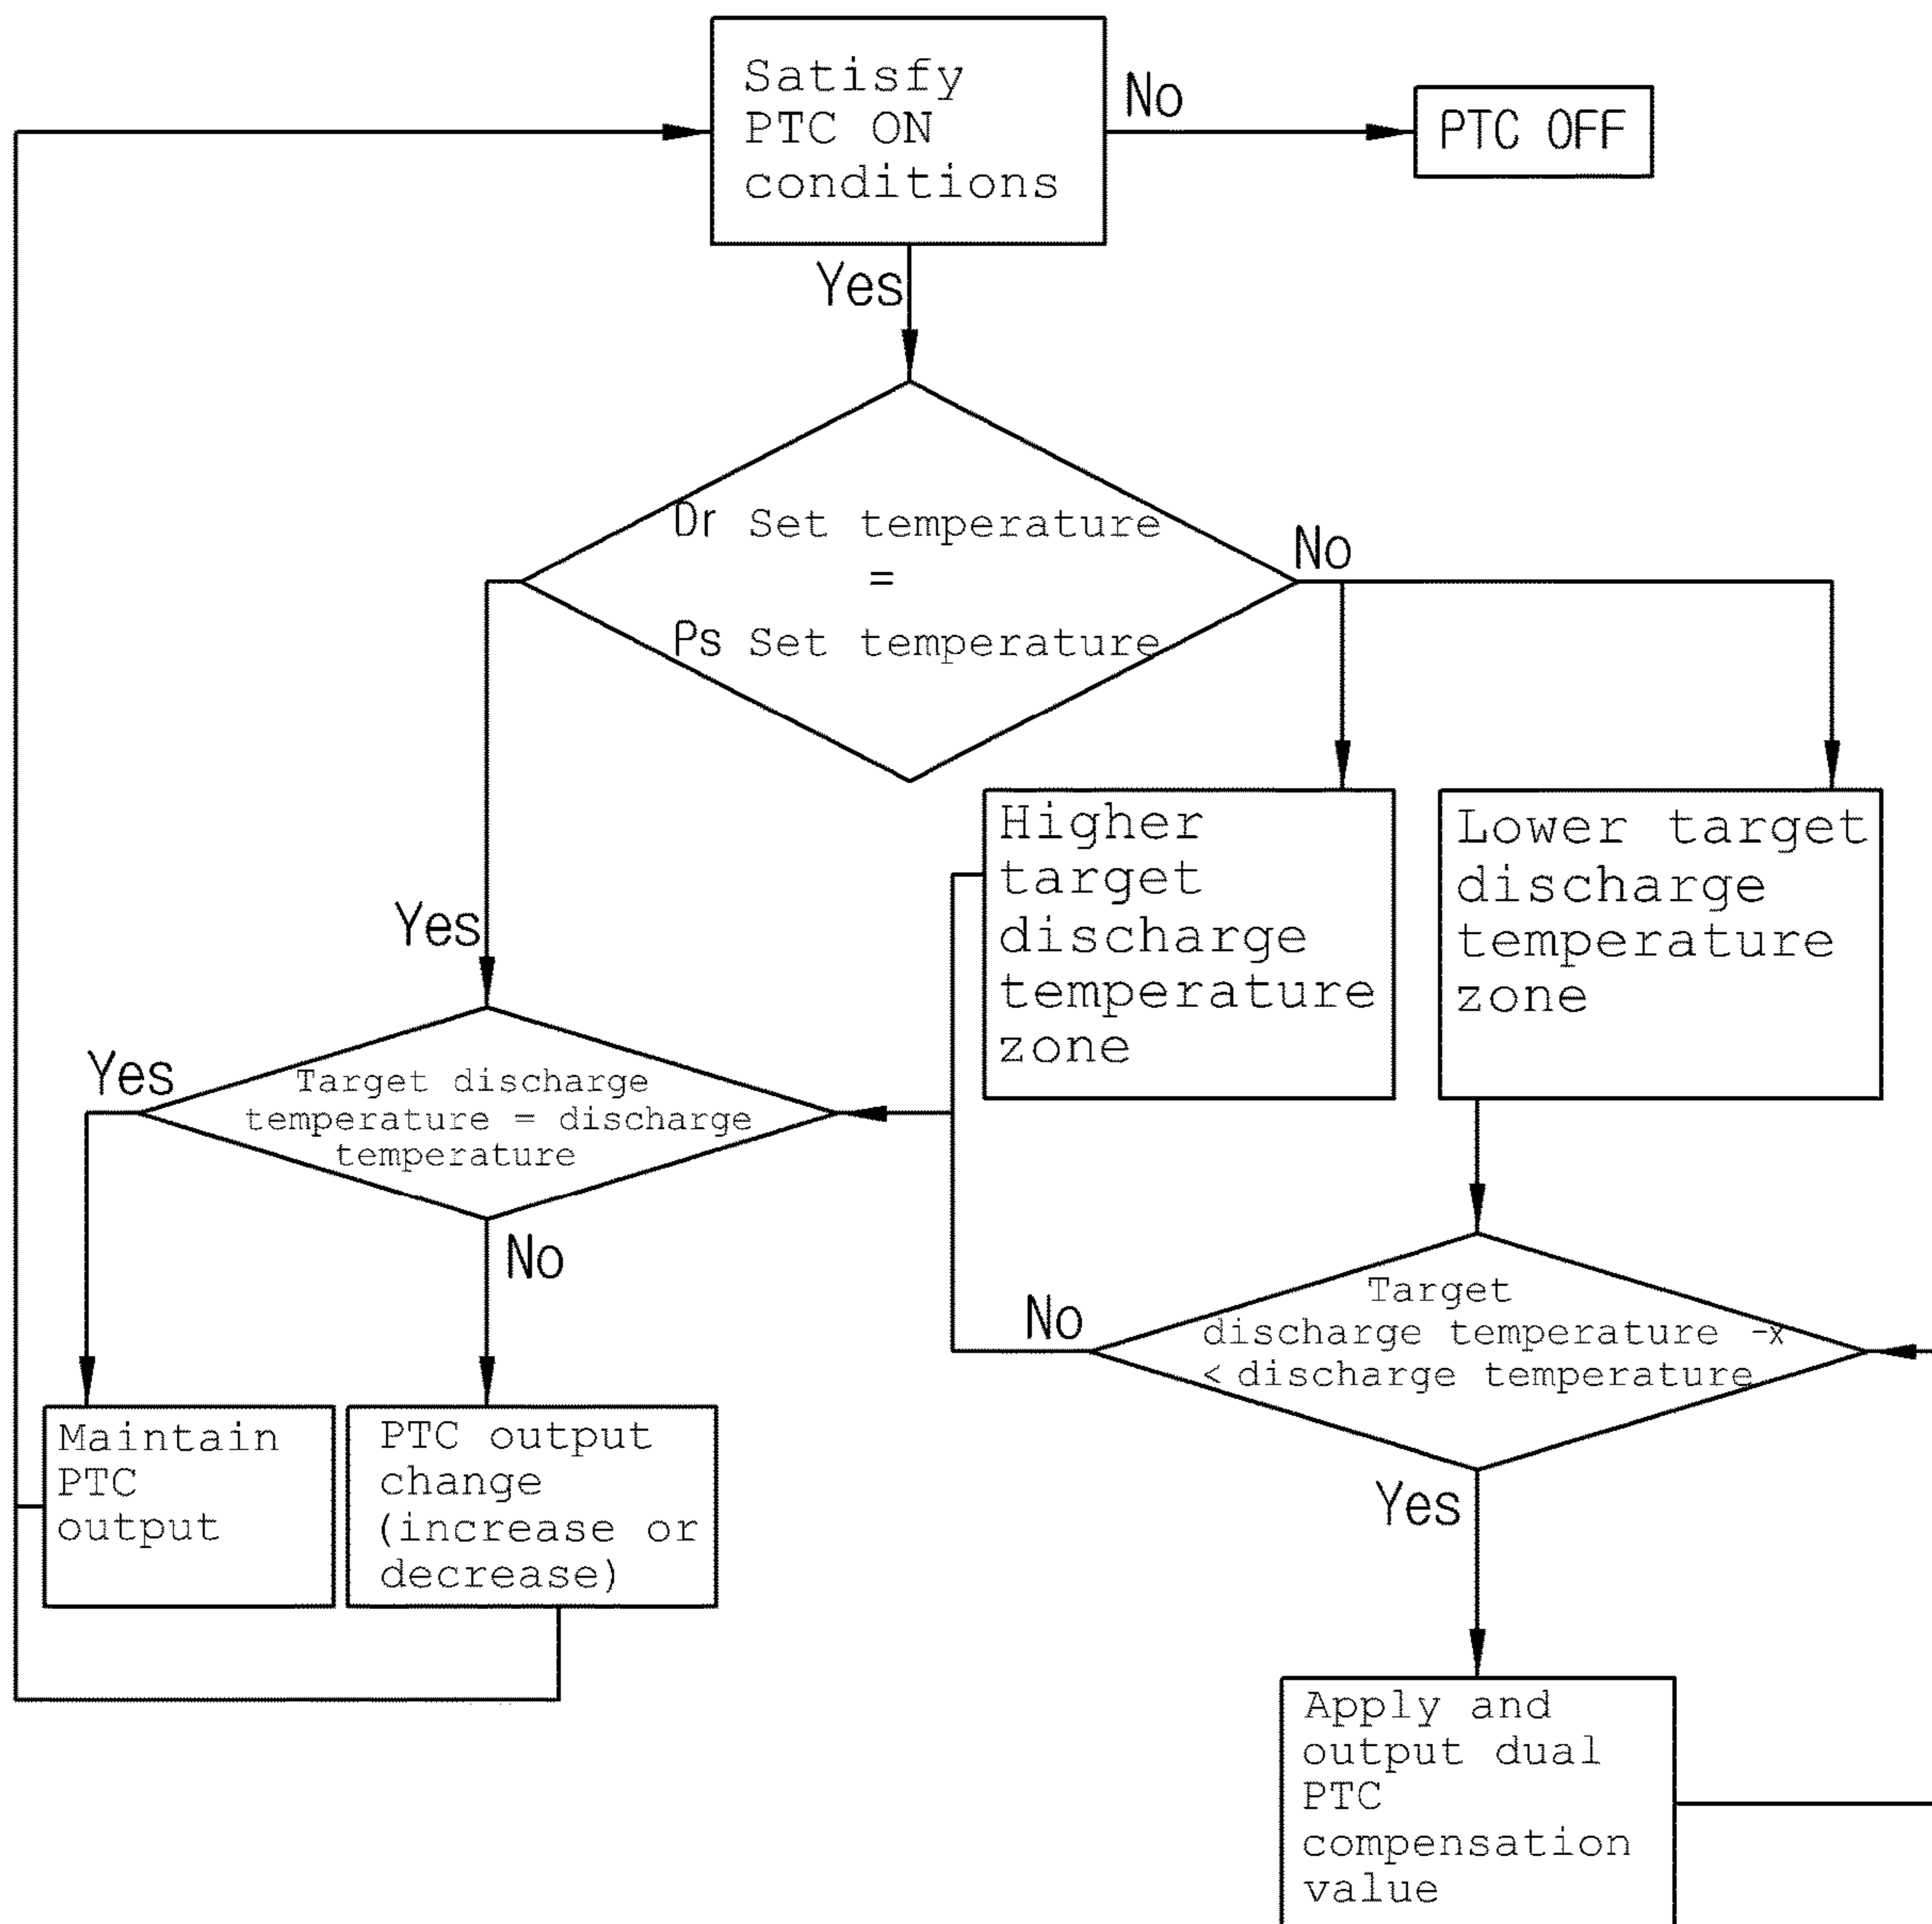 Satisfy
PTC ON
conditions
No
PTC OFF
Yes
Dr Set temperature
=
Ps Set temperature
No
Higher
target
discharge
temperature
zone
Lower target
discharge
temperature
zone
Yes
Yes
Target discharge
temperature = discharge
temperature
No
Target
discharge temperature -x
< discharge temperature
No
Yes
Maintain
PTC
output
PTC output
change
(increase or
decrease)
Apply and
output dual
PTC
compensation
value